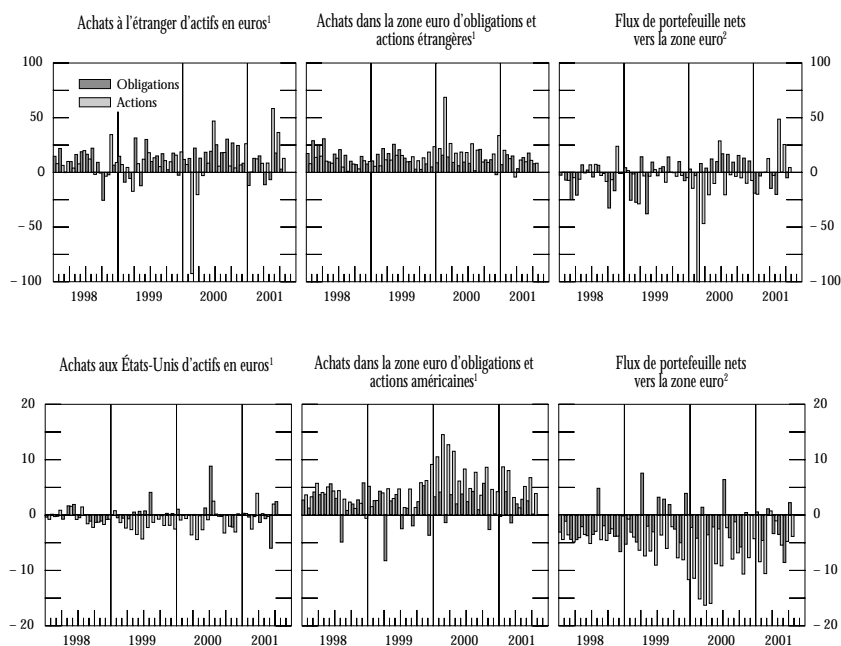 Achats à l'étranger d'actifs en euros1
Achats dans la zone euro d'obligations et
actions étrangères1
Flux de portefeuille nets
vers la zone euro2
100
50
0
– 50
– 100
Obligations
Actions
100
50
0
– 50
– 100
1998 1999 2000 2001
1998 1999 2000 2001
1998 1999 2000 2001
Achats aux États-Unis d'actifs en euros1
Achats dans la zone euro d'obligations et
actions américaines1
Flux de portefeuille nets
vers la zone euro2
20
10
0
– 10
– 20
20
10
0
– 10
– 20
1998 1999 2000 2001
1998 1999 2000 2001
1998 1999 2000 2001